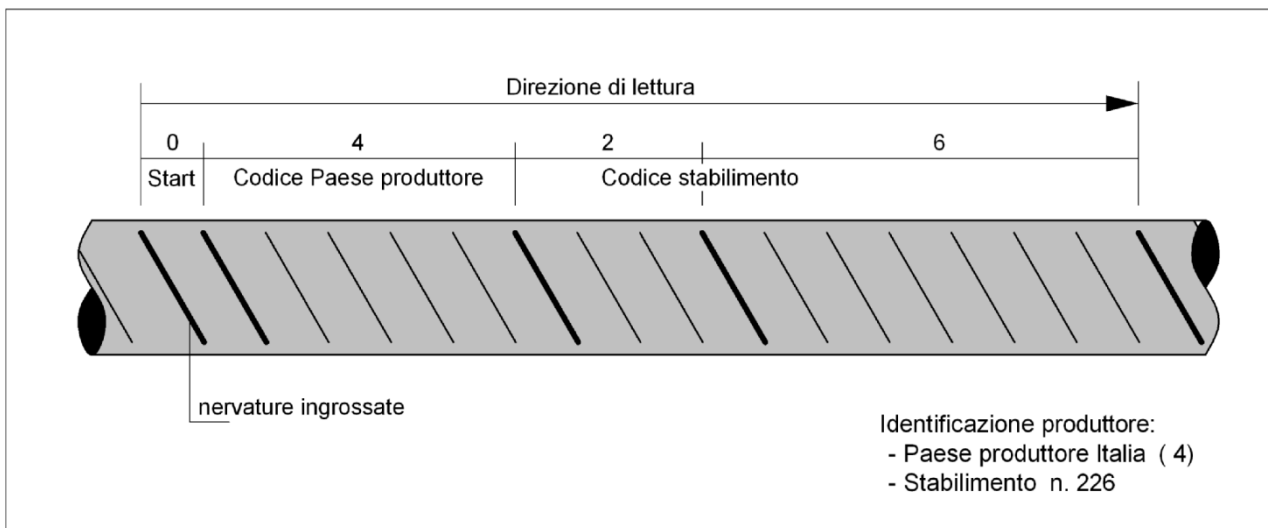 Direzione di lettura
0 4 2 6
Start Codice Paese produttore Codice stabilimento
nervature ingrossate
Identificazione produttore:
- Paese produttore Italia ( 4)
- Stabilimento n. 226